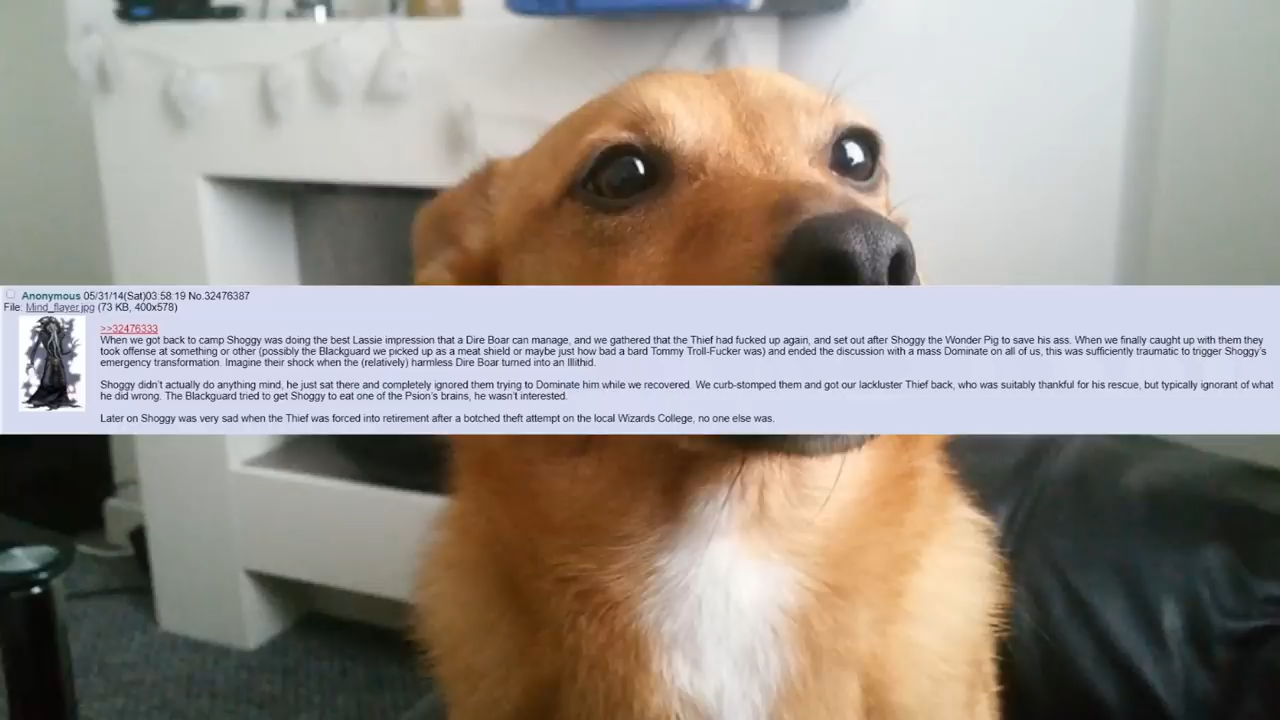 Anonymous 05/31/14(Sat)03:58:19 No.32476387
File: Mind_flayer.jpg (73 KB, 400x578)
>>32476333
When we got back to camp Shoggy was doing the best Lassie impression that a Dire Boar can manage, and we gathered that the Thief had fucked up again, and set out after Shoggy the Wonder Pig to save his ass. When we finally caught up with them they
took offense at something or other (possibly the Blackguard we picked up as a meat shield or maybe just how bad a bard Tommy Troll-Fucker was) and ended the discussion with a mass Dominate on all of us, this was sufficiently traumatic to trigger Shoggy's
emergency transformation. Imagine their shock when the (relatively) harmless Dire Boar turned into an Illithid.
Shoggy didn't actually do anything mind, he just sat there and completely ignored them trying to Dominate him while we recovered. We curb-stomped them and got our lackluster Thief back, who was suitably thankful for his rescue, but typically ignorant of what
he did wrong. The Blackguard tried to get Shoggy to eat one of the Psion's brains, he wasn't interested.
Later on Shoggy was very sad when the Thief was forced into retirement after a botched theft attempt on the local Wizards College, no one else was.